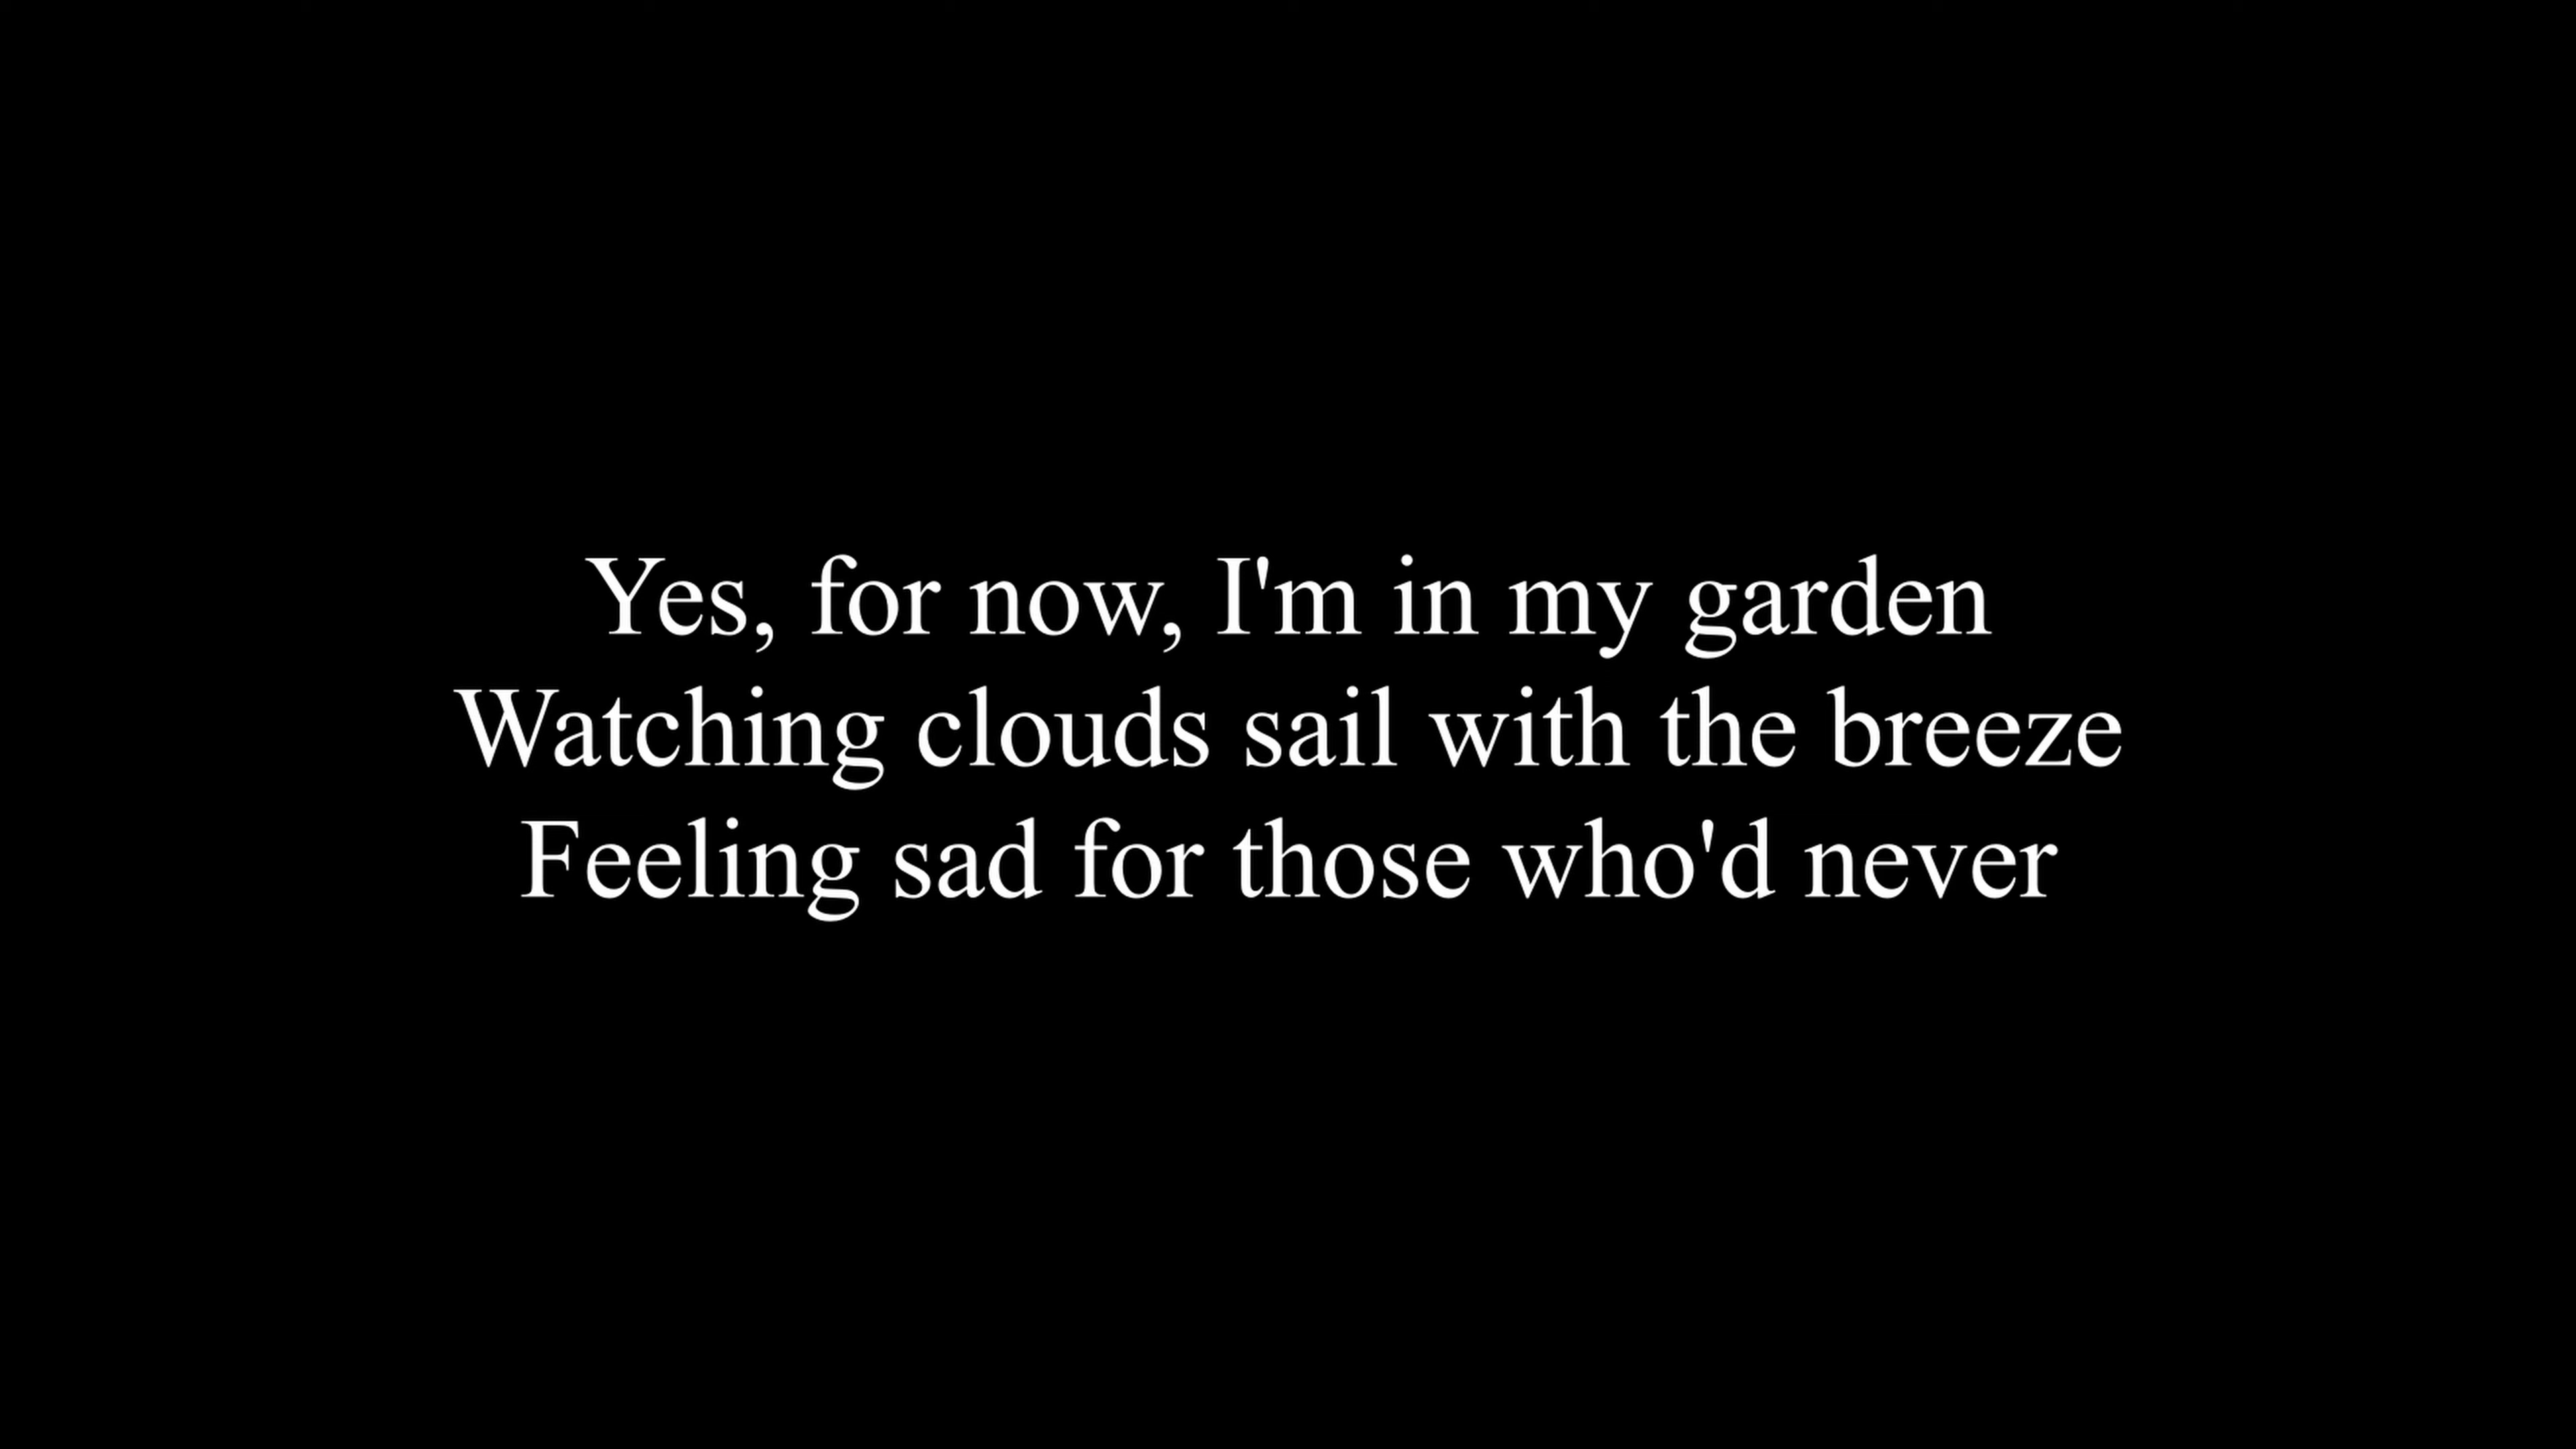 Yes, for now, I'm in my garden
Watching clouds sail with the breeze
Feeling sad for those who'd never